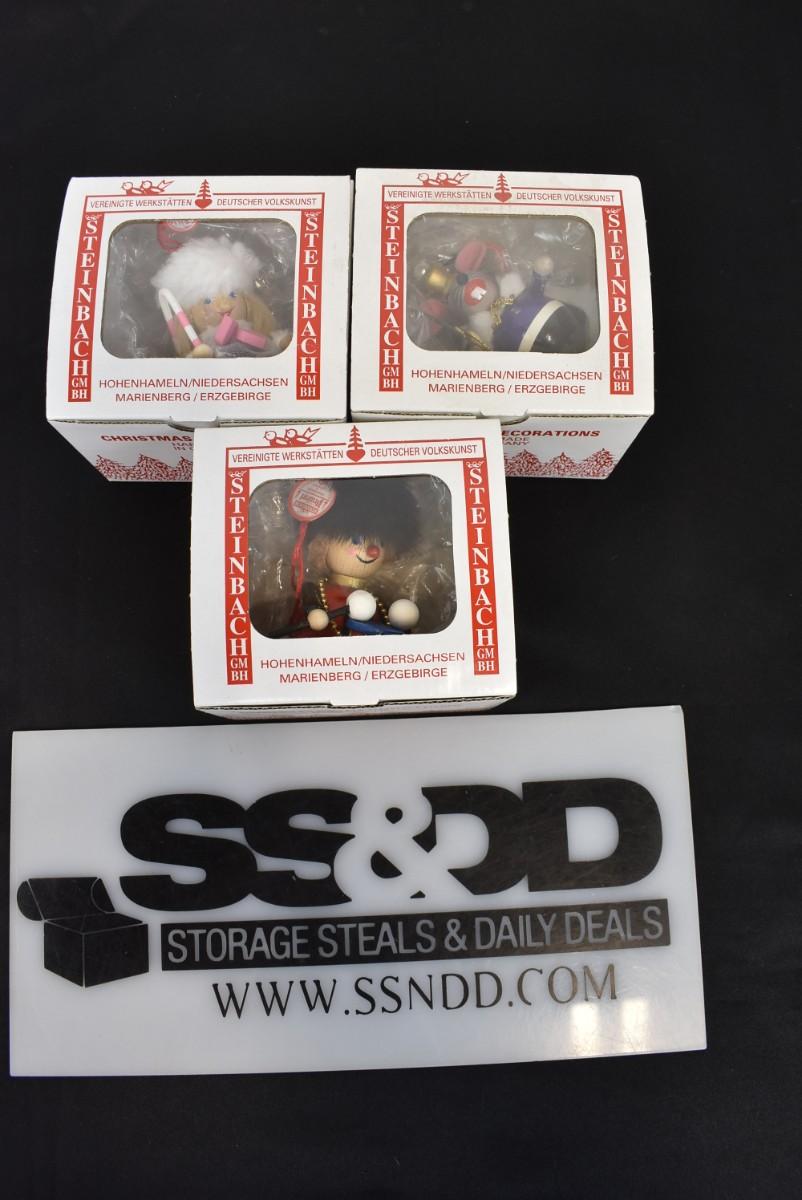 VEREINIGTE WERKSTÄTTEN DEUTSCHER VOLKSKUNST
STEINBACH GMBH
STEINBACH GMBH
HOHENHAMELN/NIEDERSACHSEN
MARIENBERG / ERZGEBIRGE
CHRISTMAS
VEREINIGTE WERKSTÄTTEN DEUTSCHER VOLKSKUNST
STEINBACH GMBH
STEINBACH GMBH
HOHENHAMELN/NIEDERSACHSEN
MARIENBERG / ERZGEBIRGE
VEREINIGTE WERKSTÄTTEN DEUTSCHER VOLKSKUNST
STEINBACH GMBH
STEINBACH GMBH
HOHENHAMELN/NIEDERSACHSEN
MARIENBERG / ERZGEBIRGE
SS&DD
STORAGE STEALS & DAILY DEALS
WWW.SSNDD.COM